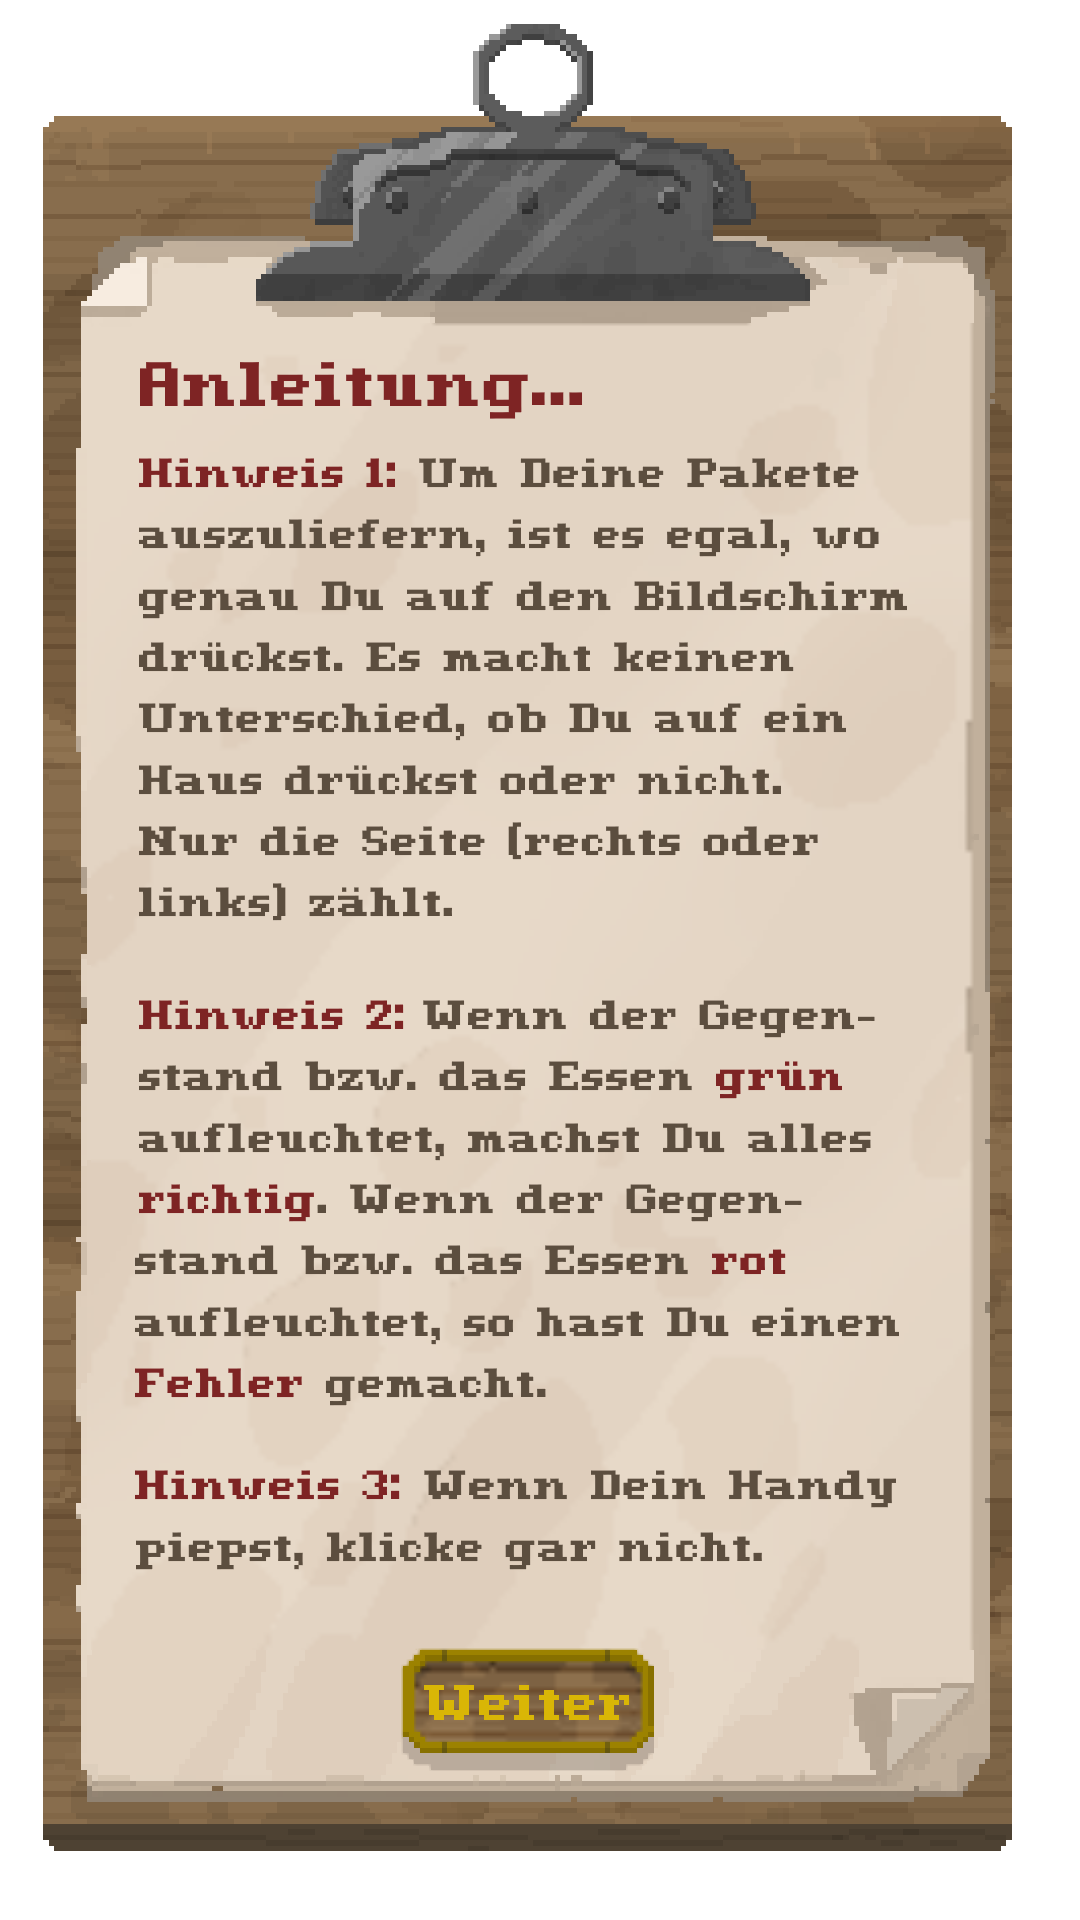 Anleitung...
Hinweis 1: Um Deine Pakete
auszuliefern, ist es egal, wo
genau Du auf den Bildschirm
drückst. Es macht keinen
Unterschied, ob Du auf ein
Haus drückst oder nicht.
Nur die Seite (rechts oder
links) zählt.
Hinweis 2: Wenn der Gegen-
stand bzw. das Essen grün
aufleuchtet, machst Du alles
richtig. Wenn der Gegen-
stand bzw. das Essen rot
aufleuchtet, so hast Du einen
Fehler gemacht.
Hinweis 3: Wenn Dein Handy
piepst, klicke gar nicht.
Weiter